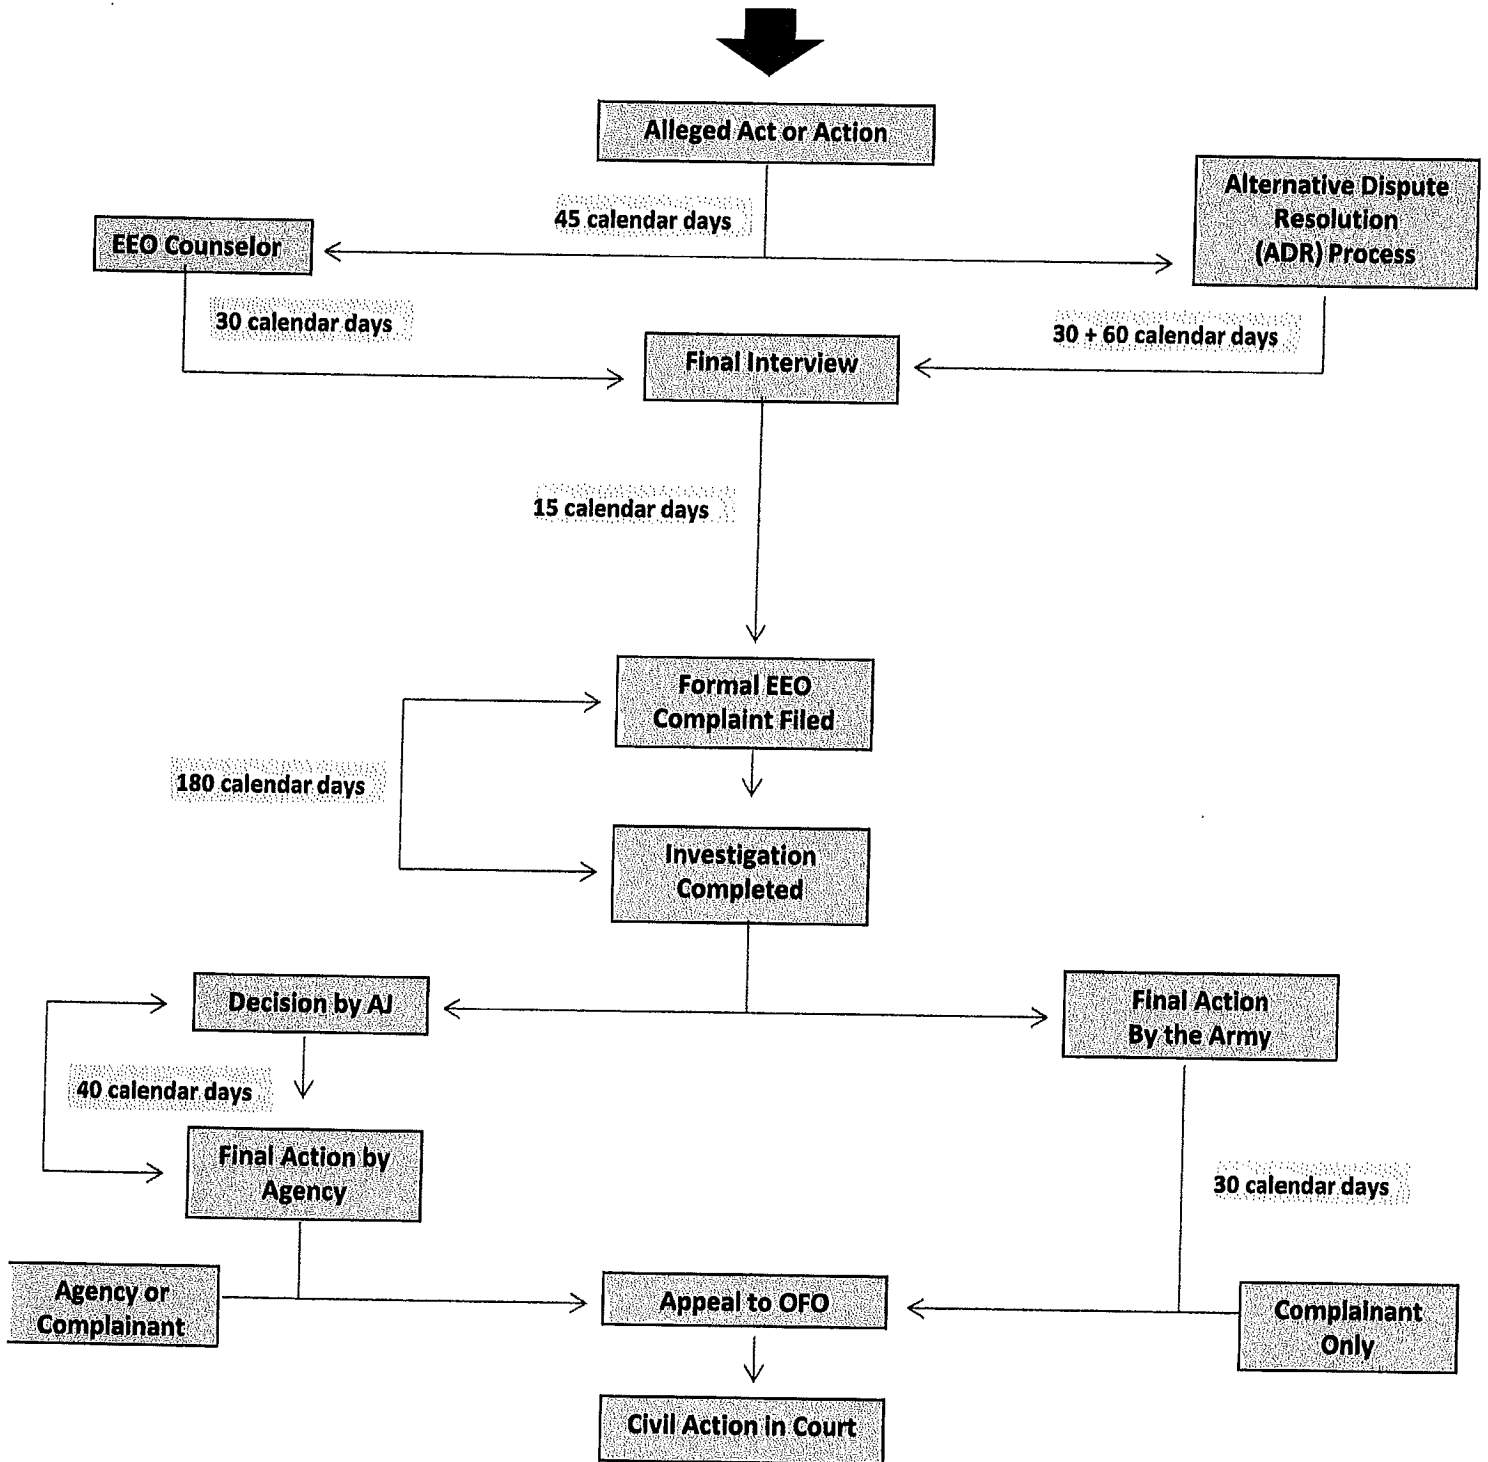 Alleged Act or Action
Alternative Dispute
Resolution
(ADR) Process
45 calendar days
EEO Counselor
30 calendar days
30 + 60 calendar days
Final Interview
15 calendar days
Formal EEO
Complaint Filed
180 calendar days
Investigation
Completed
Decision by AJ
Final Action
By the Army
40 calendar days
Final Action by
Agency
30 calendar days
Agency or
Complainant
Appeal to OFO
Complainant
Only
Civil Action in Court